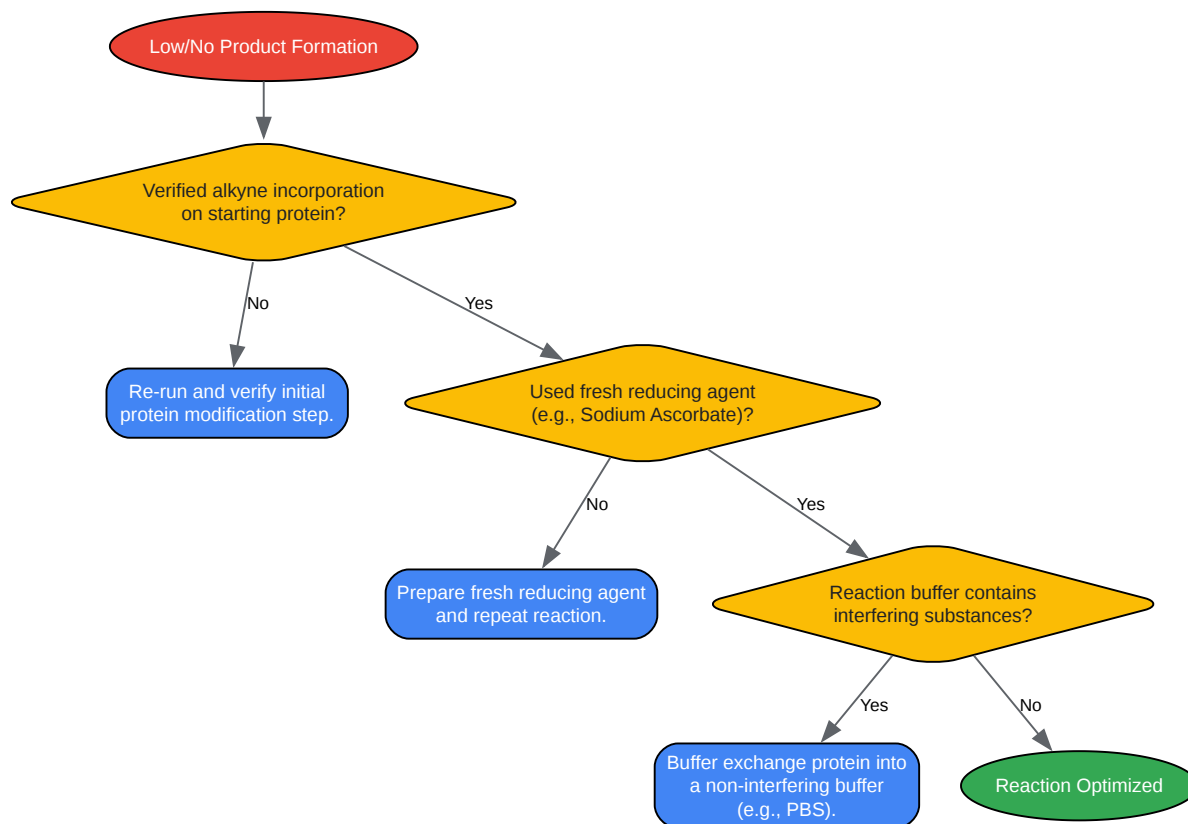 Low/No Product Formation
Verified alkyne incorporation
on starting protein?
No
Yes
Re-run and verify initial
protein modification step.
Used fresh reducing agent
(e.g., Sodium Ascorbate)?
No
Yes
Prepare fresh reducing agent
and repeat reaction.
Reaction buffer contains
interfering substances?
Yes
No
Buffer exchange protein into
a non-interfering buffer
(e.g., PBS).
Reaction Optimized